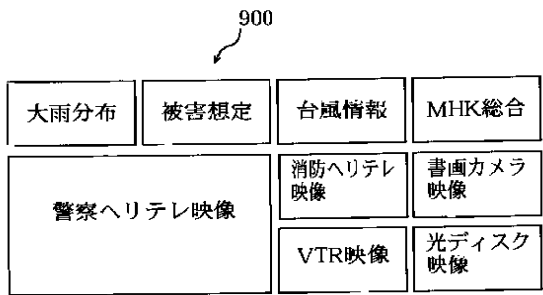 900
大雨分布
被害想定
台風情報
MHK総合
警察ヘリテレ映像
消防ヘリテレ
映像
書画カメラ
映像
VTR映像
光ディスク
映像